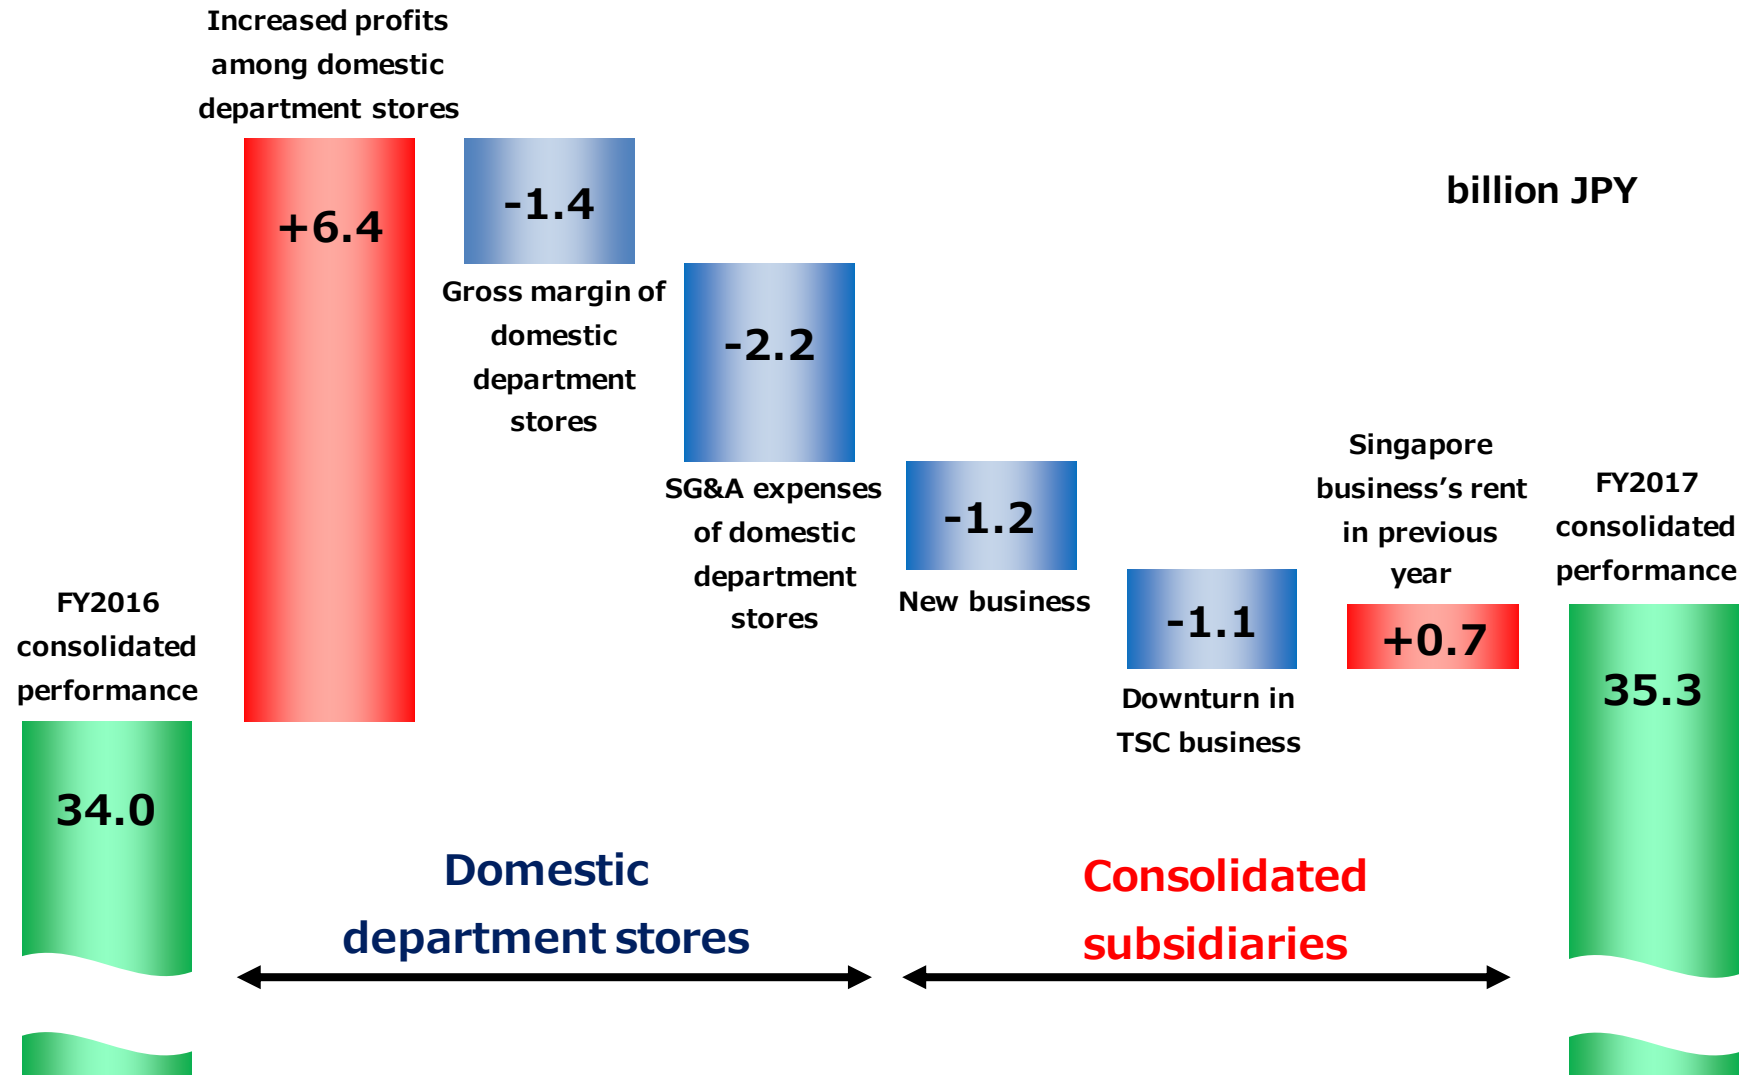 Increased profits
among domestic
department stores
+6.4
-1.4
Gross margin of
domestic
department
stores
-2.2
SG&A expenses
of domestic
department
stores
billion JPY
-1.2
New business
-1.1
Downturn in
TSC business
Singapore
business’s rent
in previous
year
+0.7
FY2017
consolidated
performance
35.3
FY2016
consolidated
performance
34.0
Domestic
department stores
Consolidated
subsidiaries